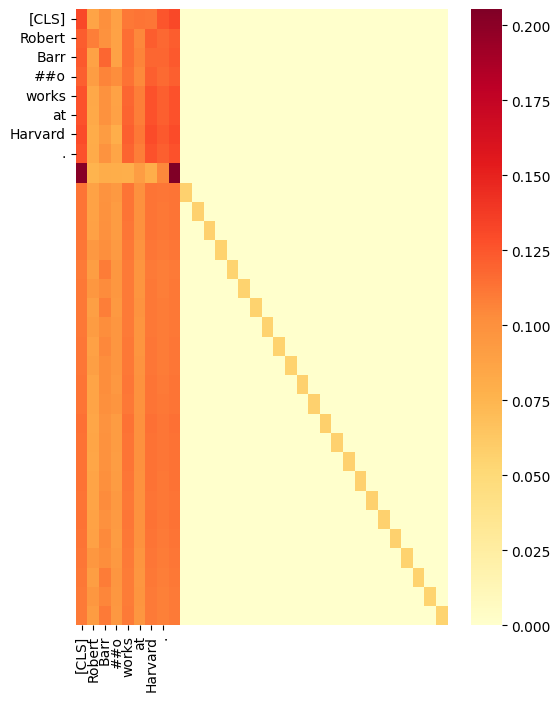 [CLS]
Robert
Barr
##o
works
at
Harvard
.
0.200
0.175
0.150
0.125
0.100
0.075
0.050
0.025
0.000
[CLS]
Robert
Barr
##o
works
at
Harvard
.